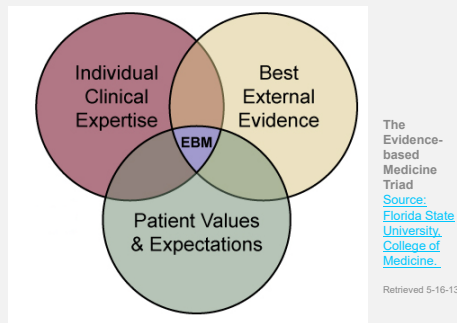 Individual
Clinical
Expertise
Best
External
Evidence
EBM
Patient Values
& Expectations
The
Evidence-
based
Medicine
Triad
Source:
Florida State
University,
College of
Medicine.
Retrieved 5-16-13